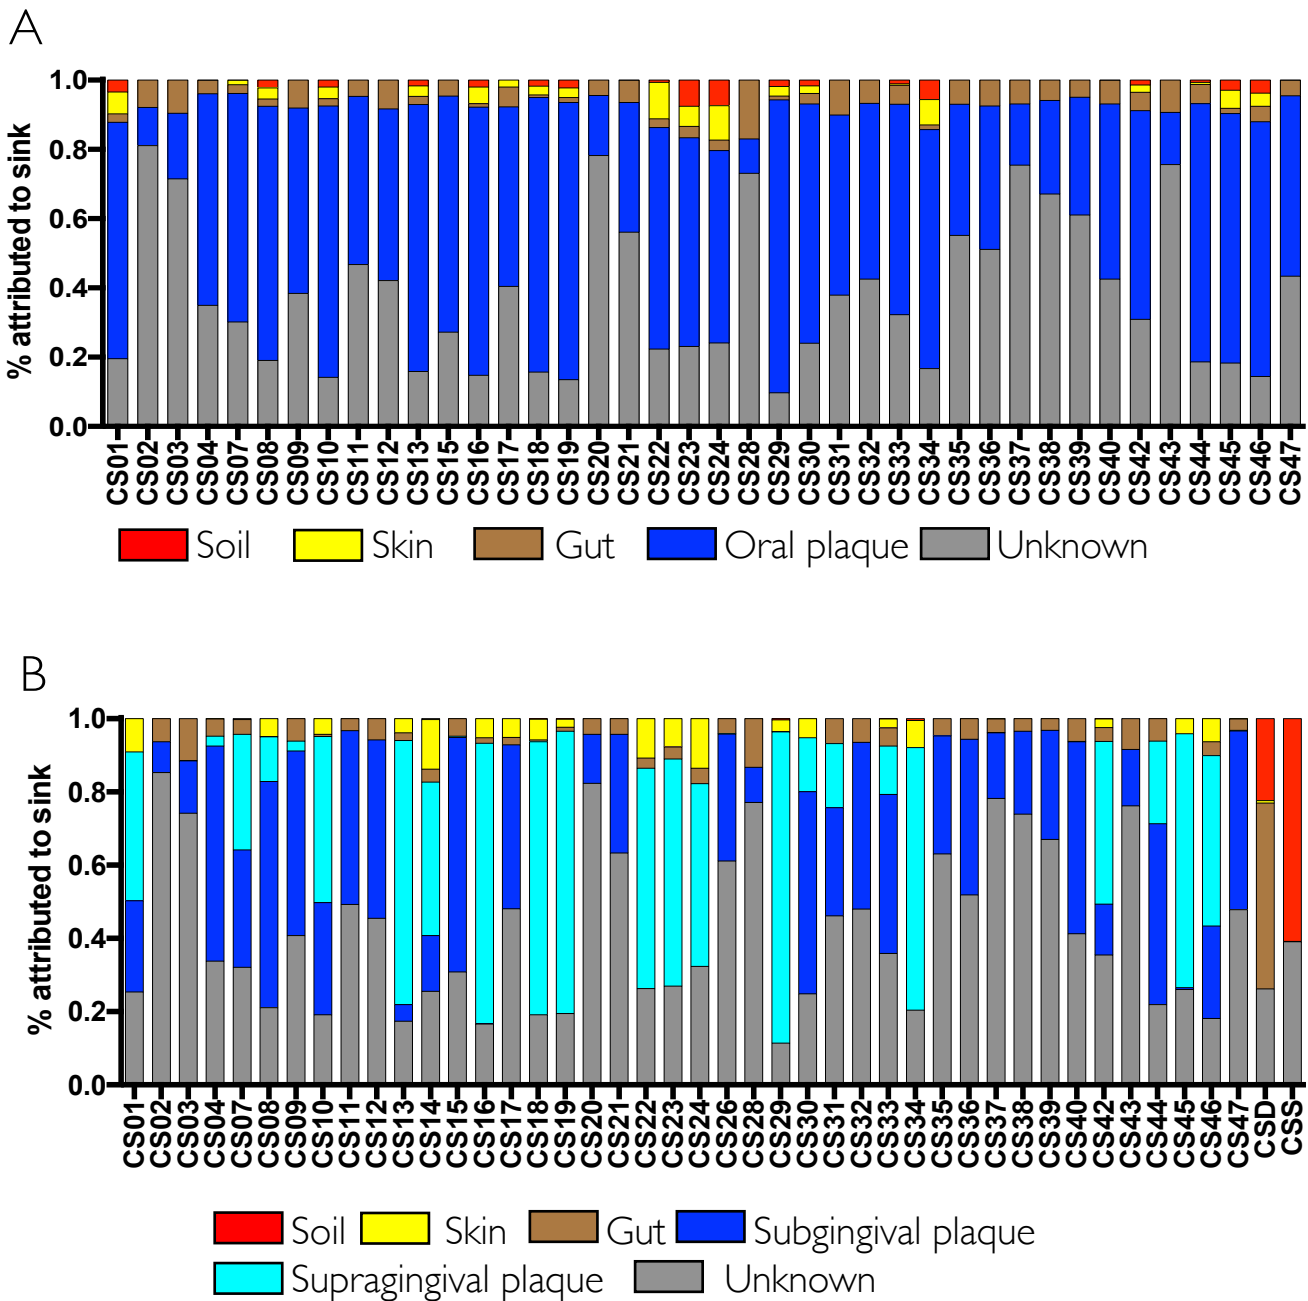 A
% attributed to sink
1.0
0.8
0.6
0.4
0.2
0.0
CS01 CS02 CS03 CS04 CS07 CS08 CS09 CS10 CS11 CS12 CS13 CS15 CS16 CS17 CS18 CS19 CS20 CS21 CS22 CS23 CS24 CS28 CS29 CS30 CS31 CS32 CS33 CS34 CS35 CS36 CS37 CS38 CS39 CS40 CS42 CS43 CS44 CS45 CS46 CS47
Soil Skin Gut Oral plaque Unknown
B
% attributed to sink
1.0
0.8
0.6
0.4
0.2
0.0
CS01 CS02 CS03 CS04 CS07 CS08 CS09 CS10 CS11 CS12 CS13 CS14 CS15 CS16 CS17 CS18 CS19 CS20 CS21 CS22 CS23 CS24 CS26 CS28 CS29 CS30 CS31 CS32 CS33 CS34 CS35 CS36 CS37 CS38 CS39 CS40 CS42 CS43 CS44 CS45 CS46 CS47 CSD CSS
Soil Skin Gut Subgingival plaque
Supragingival plaque Unknown